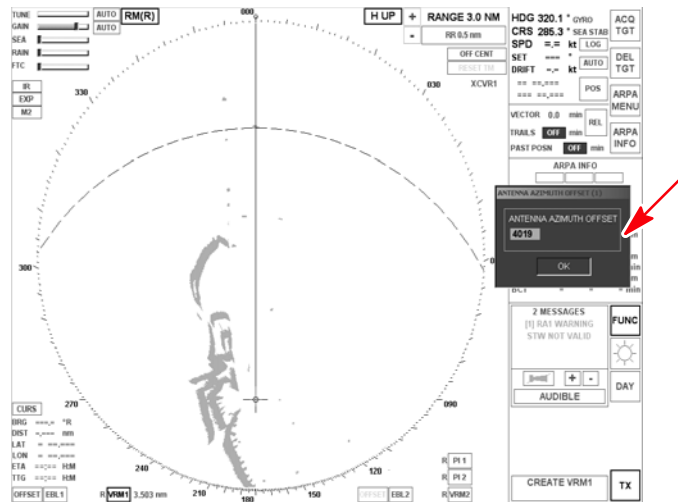 TUNE
AUTO
RM(R)
000
H UP
+
RANGE 3.0 NM
HDG 320.1 ° GYRO
ACQ TGT
GAIN
AUTO
-
RR 0.5 nm
CRS 285.3 ° SEA STAB
SEA
OFF CENT
SPD =.= kt
LOG
RAIN
RESET TM
SET --- °
AUTO
DEL TGT
FTC
DRIFT -.- kt
XCVR1
== ==.===
=== ==.===
POS
ARPA MENU
IR
EXP
M2
330
030
VECTOR 0.0 min
REL
TRAILS OFF min
PAST POSN OFF min
ARPA INFO
ARPA INFO
ANTENNA AZIMUTH OFFSET
4019
OK
300
BCT
2 MESSAGES
[1] RA1 WARNING
STW NOT VALID
FUNC
+
-
DAY
AUDIBLE
CURS
270
090
BRG ---.- °R
DIST -.--- nm
LAT - --.---
LON - --.---
ETA --:-- H:M
TTG --:-- H:M
240
120
R PI 1
R PI 2
OFFSET EBL1
R VRM1 3.503 nm
210
180
150
OFFSET EBL2
R VRM2
CREATE VRM1
TX